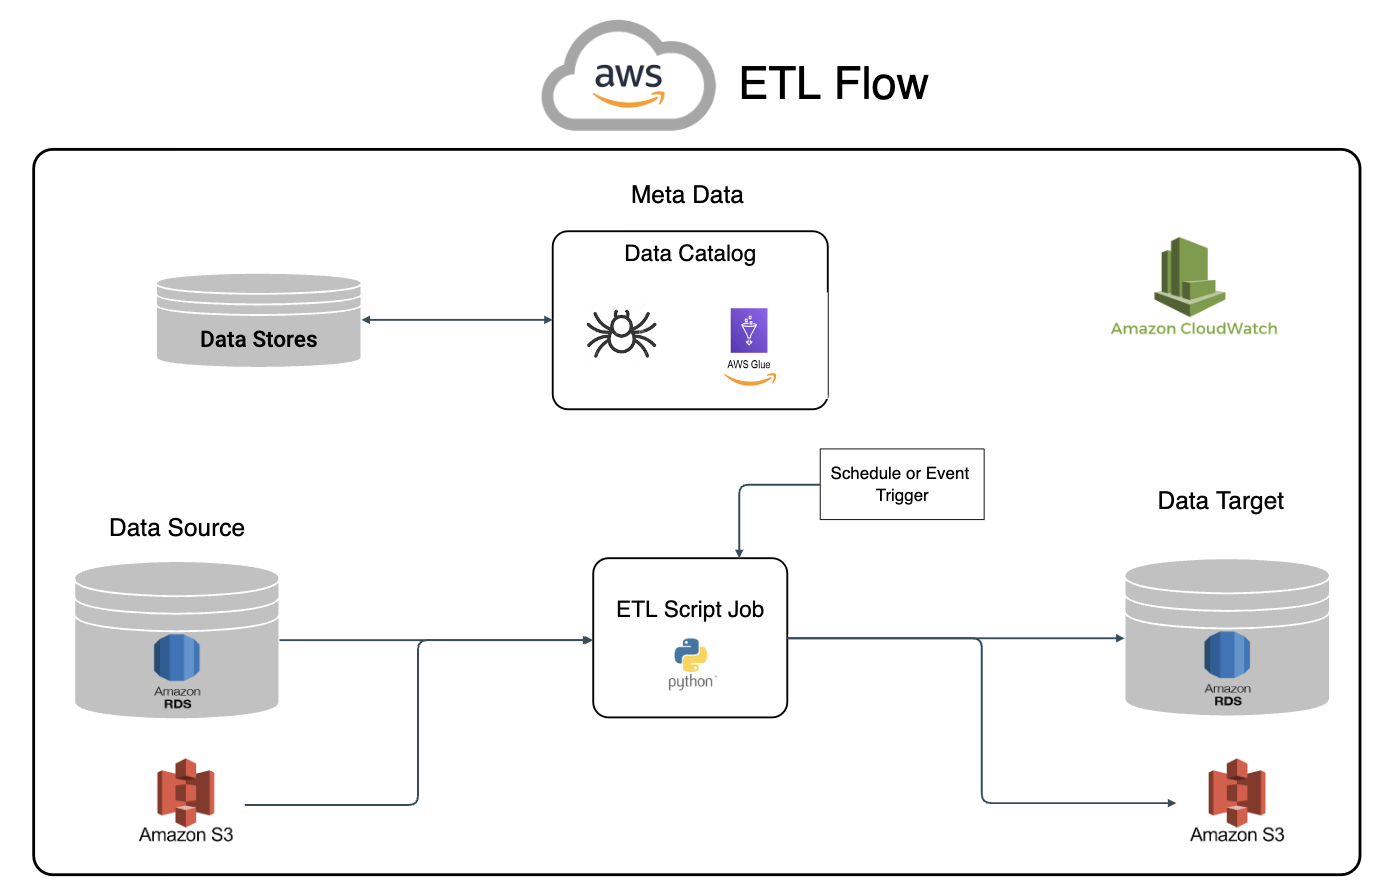 aws
ETL Flow
Meta Data
Data Catalog
AWS Glue
Data Stores
Amazon CloudWatch
Schedule or Event
Trigger
Data Source
Amazon
RDS
Amazon S3
ETL Script Job
python
Data Target
Amazon
RDS
Amazon S3